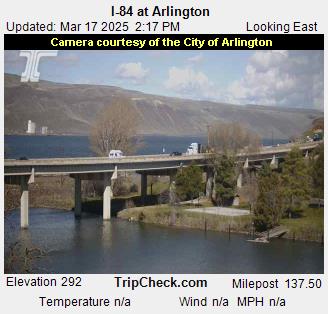 I-84 at Arlington
Updated: Mar 17 2025 2:17 PM Looking East
Camera courtesy of the City of Arlington
Elevation 292 TripCheck.com Milepost 137.50
Temperature n/a Wind n/a MPH n/a